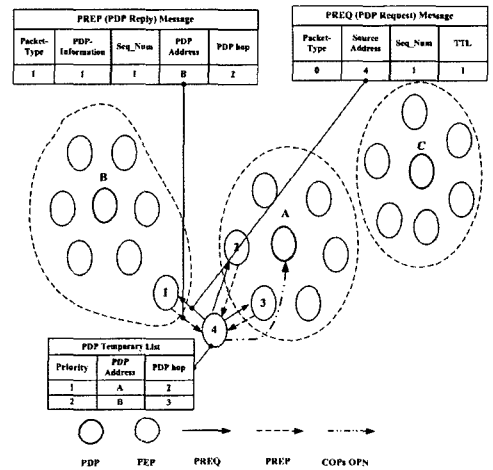 PREP (PDP Reply) Message
Packet-Type PDP-Information Seq_Num PDP Address PDP hop
1 1 1 B 2
PREQ (PDP Request) Message
Packet-Type Source Address Seq_Num TTL
0 4 1 1
B
A
C
1
2
3
4
PDP Temporary List
Priority PDP Address PDP hop
1 A 2
2 B 3
PDP PEP PREQ PREP COPs OPN